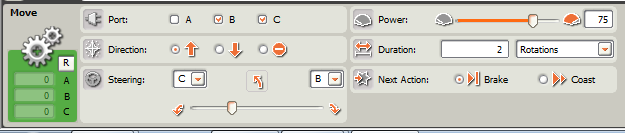 Move
Port: A B C
Power: 75
Direction:
Duration: 2 Rotations
Steering: C B
Next Action: Brake Coast
R
0 A
0 B
0 C